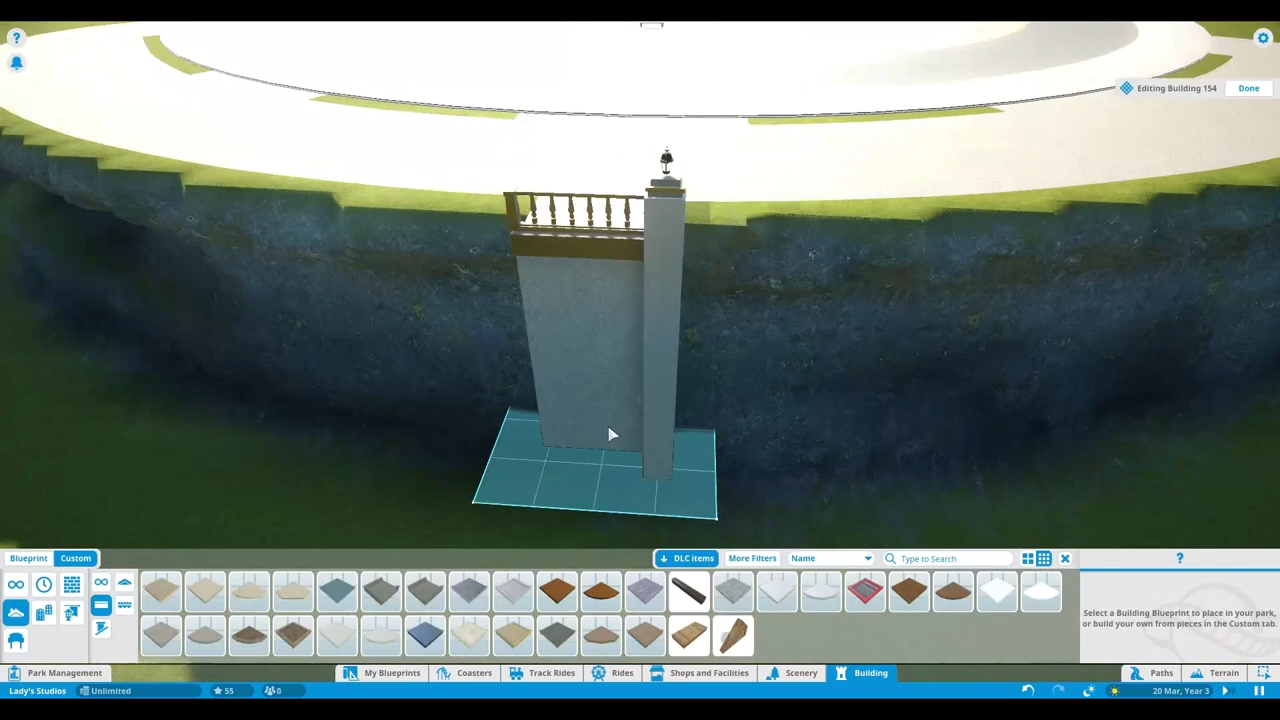 ?
Editing Building 154 Done
Blueprint Custom DLC items More Filters Name Type to Search
?
Select a Building Blueprint to place in your park,
or build your own from pieces in the Custom tab.
Park Management My Blueprints Coasters Track Rides Rides Shops and Facilities Scenery Building Paths Terrain
Lady's Studios Unlimited 55 0 20 Mar, Year 3